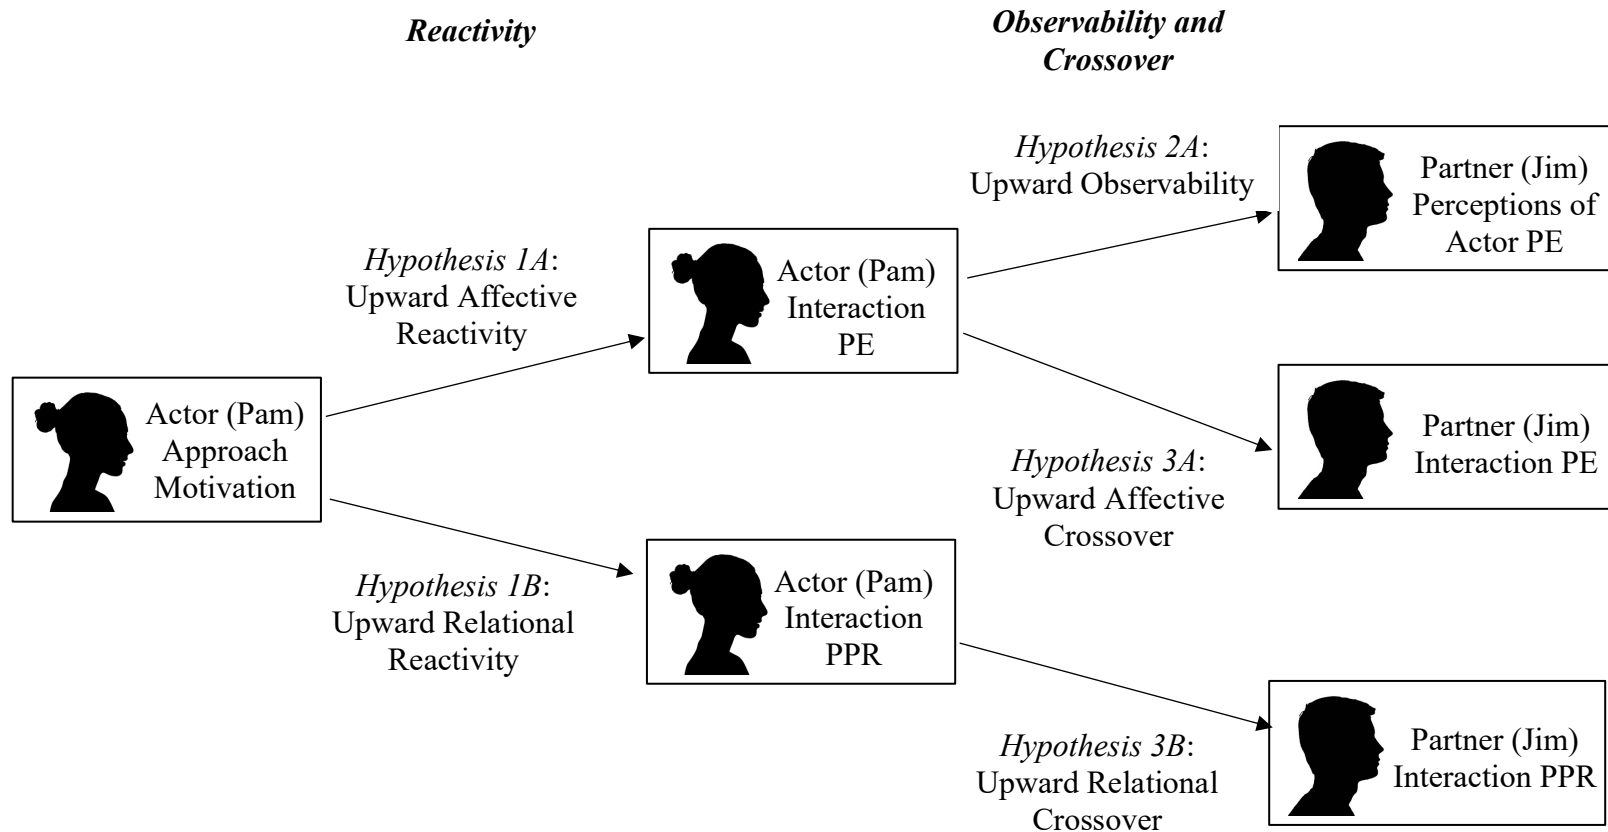 Reactivity
Observability and
Crossover
Hypothesis 1A:
Upward Affective
Reactivity
Hypothesis 2A:
Upward Observability
Partner (Jim)
Perceptions of
Actor PE
Actor (Pam)
Interaction
PE
Actor (Pam)
Approach
Motivation
Hypothesis 3A:
Upward Affective
Crossover
Partner (Jim)
Interaction PE
Hypothesis 1B:
Upward Relational
Reactivity
Actor (Pam)
Interaction
PPR
Hypothesis 3B:
Upward Relational
Crossover
Partner (Jim)
Interaction PPR